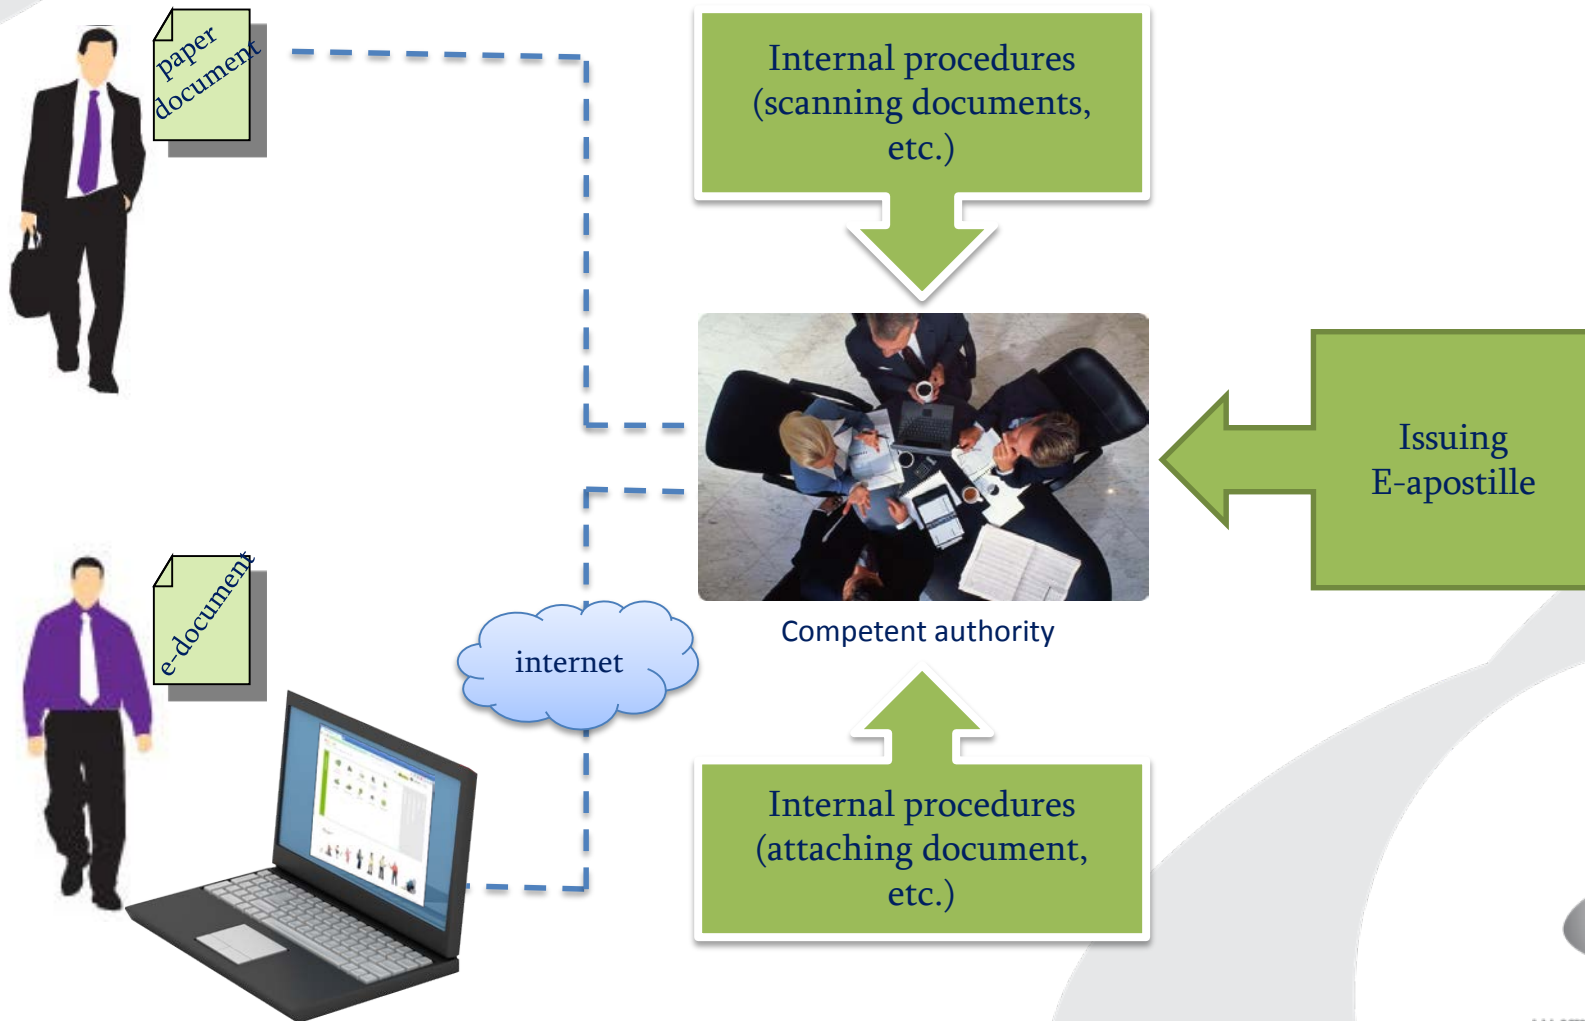 paper
document
Internal procedures
(scanning documents,
etc.)
Issuing
E-apostille
e-document
internet
Competent authority
Internal procedures
(attaching document,
etc.)